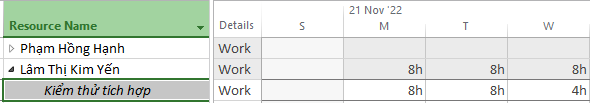 21 Nov '22
Resource Name Details S M T W
Phạm Hồng Hạnh Work
Lâm Thị Kim Yến Work 8h 8h 8h
Kiểm thử tích hợp Work 8h 8h 4h